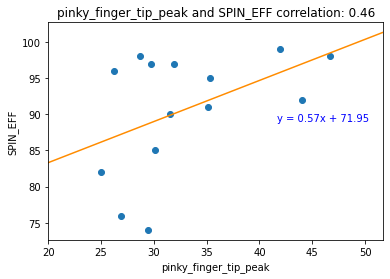 pinky_finger_tip_peak and SPIN_EFF correlation: 0.46
100
95
90
85
80
75
SPIN_EFF
y = 0.57x + 71.95
20 25 30 35 40 45 50
pinky_finger_tip_peak